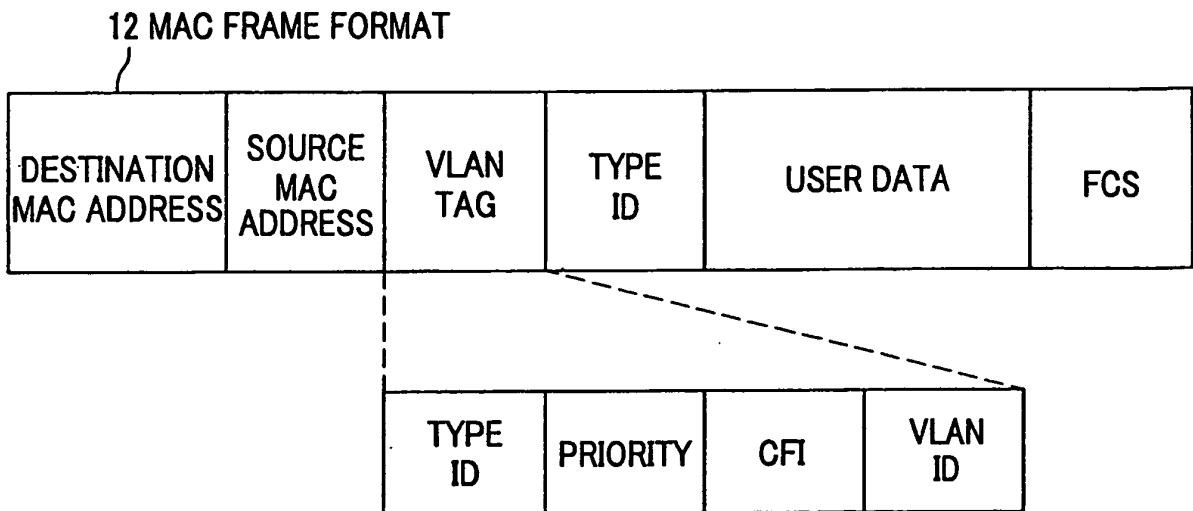 12 MAC FRAME FORMAT
DESTINATION
MAC ADDRESS
SOURCE
MAC
ADDRESS
VLAN
TAG
TYPE
ID
USER DATA
FCS
TYPE
ID
PRIORITY
CFI
VLAN
ID